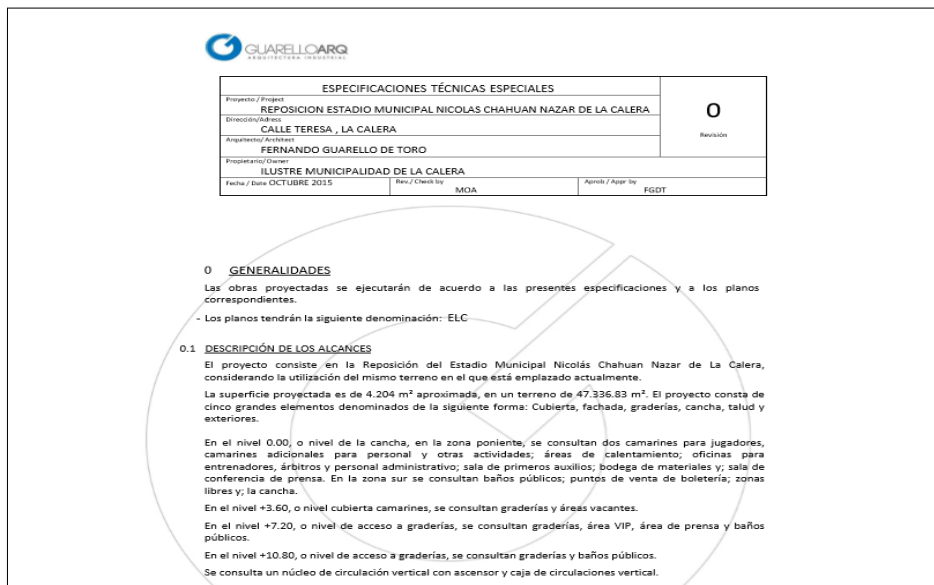 GUARELLOARQ
ARQUITECTURA INDUSTRIAL
ESPECIFICACIONES TÉCNICAS ESPECIALES
Proyecto / Project
REPOSICION ESTADIO MUNICIPAL NICOLAS CHAHUAN NAZAR DE LA CALERA
0
Revisión
Dirección/Adress
CALLE TERESA , LA CALERA
Arquitecto/ Architect
FERNANDO GUARELLO DE TORO
Propietario/ Owner
ILUSTRE MUNICIPALIDAD DE LA CALERA
Fecha / Date OCTUBRE 2015
Rev./ Check by
MOA
Aprob / Appr by
FGDT
0 GENERALIDADES
Las obras proyectadas se ejecutarán de acuerdo a las presentes especificaciones y a los planos
correspondientes.
- Los planos tendrán la siguiente denominación: ELC
0.1 DESCRIPCIÓN DE LOS ALCANCES
El proyecto consiste en la Reposición del Estadio Municipal Nicolás Chahuan Nazar de La Calera,
considerando la utilización del mismo terreno en el que está emplazado actualmente.
La superficie proyectada es de 4.204 m² aproximada, en un terreno de 47.336.83 m². El proyecto consta de
cinco grandes elementos denominados de la siguiente forma: Cubierta, fachada, graderías, cancha, talud y
exteriores.
En el nivel 0.00, o nivel de la cancha, en la zona poniente, se consultan dos camarines para jugadores,
camarines adicionales para personal y otras actividades; áreas de calentamiento; oficinas para
entrenadores, árbitros y personal administrativo; sala de primeros auxilios; bodega de materiales y; sala de
conferencia de prensa. En la zona sur se consultan baños públicos; puntos de venta de boletería; zonas
libres y; la cancha.
En el nivel +3.60, o nivel cubierta camarines, se consultan graderías y áreas vacantes.
En el nivel +7.20, o nivel de acceso a graderías, se consultan graderías, área VIP, área de prensa y baños
públicos.
En el nivel +10.80, o nivel de acceso a graderías, se consultan graderías y baños públicos.
Se consulta un núcleo de circulación vertical con ascensor y caja de circulaciones vertical.